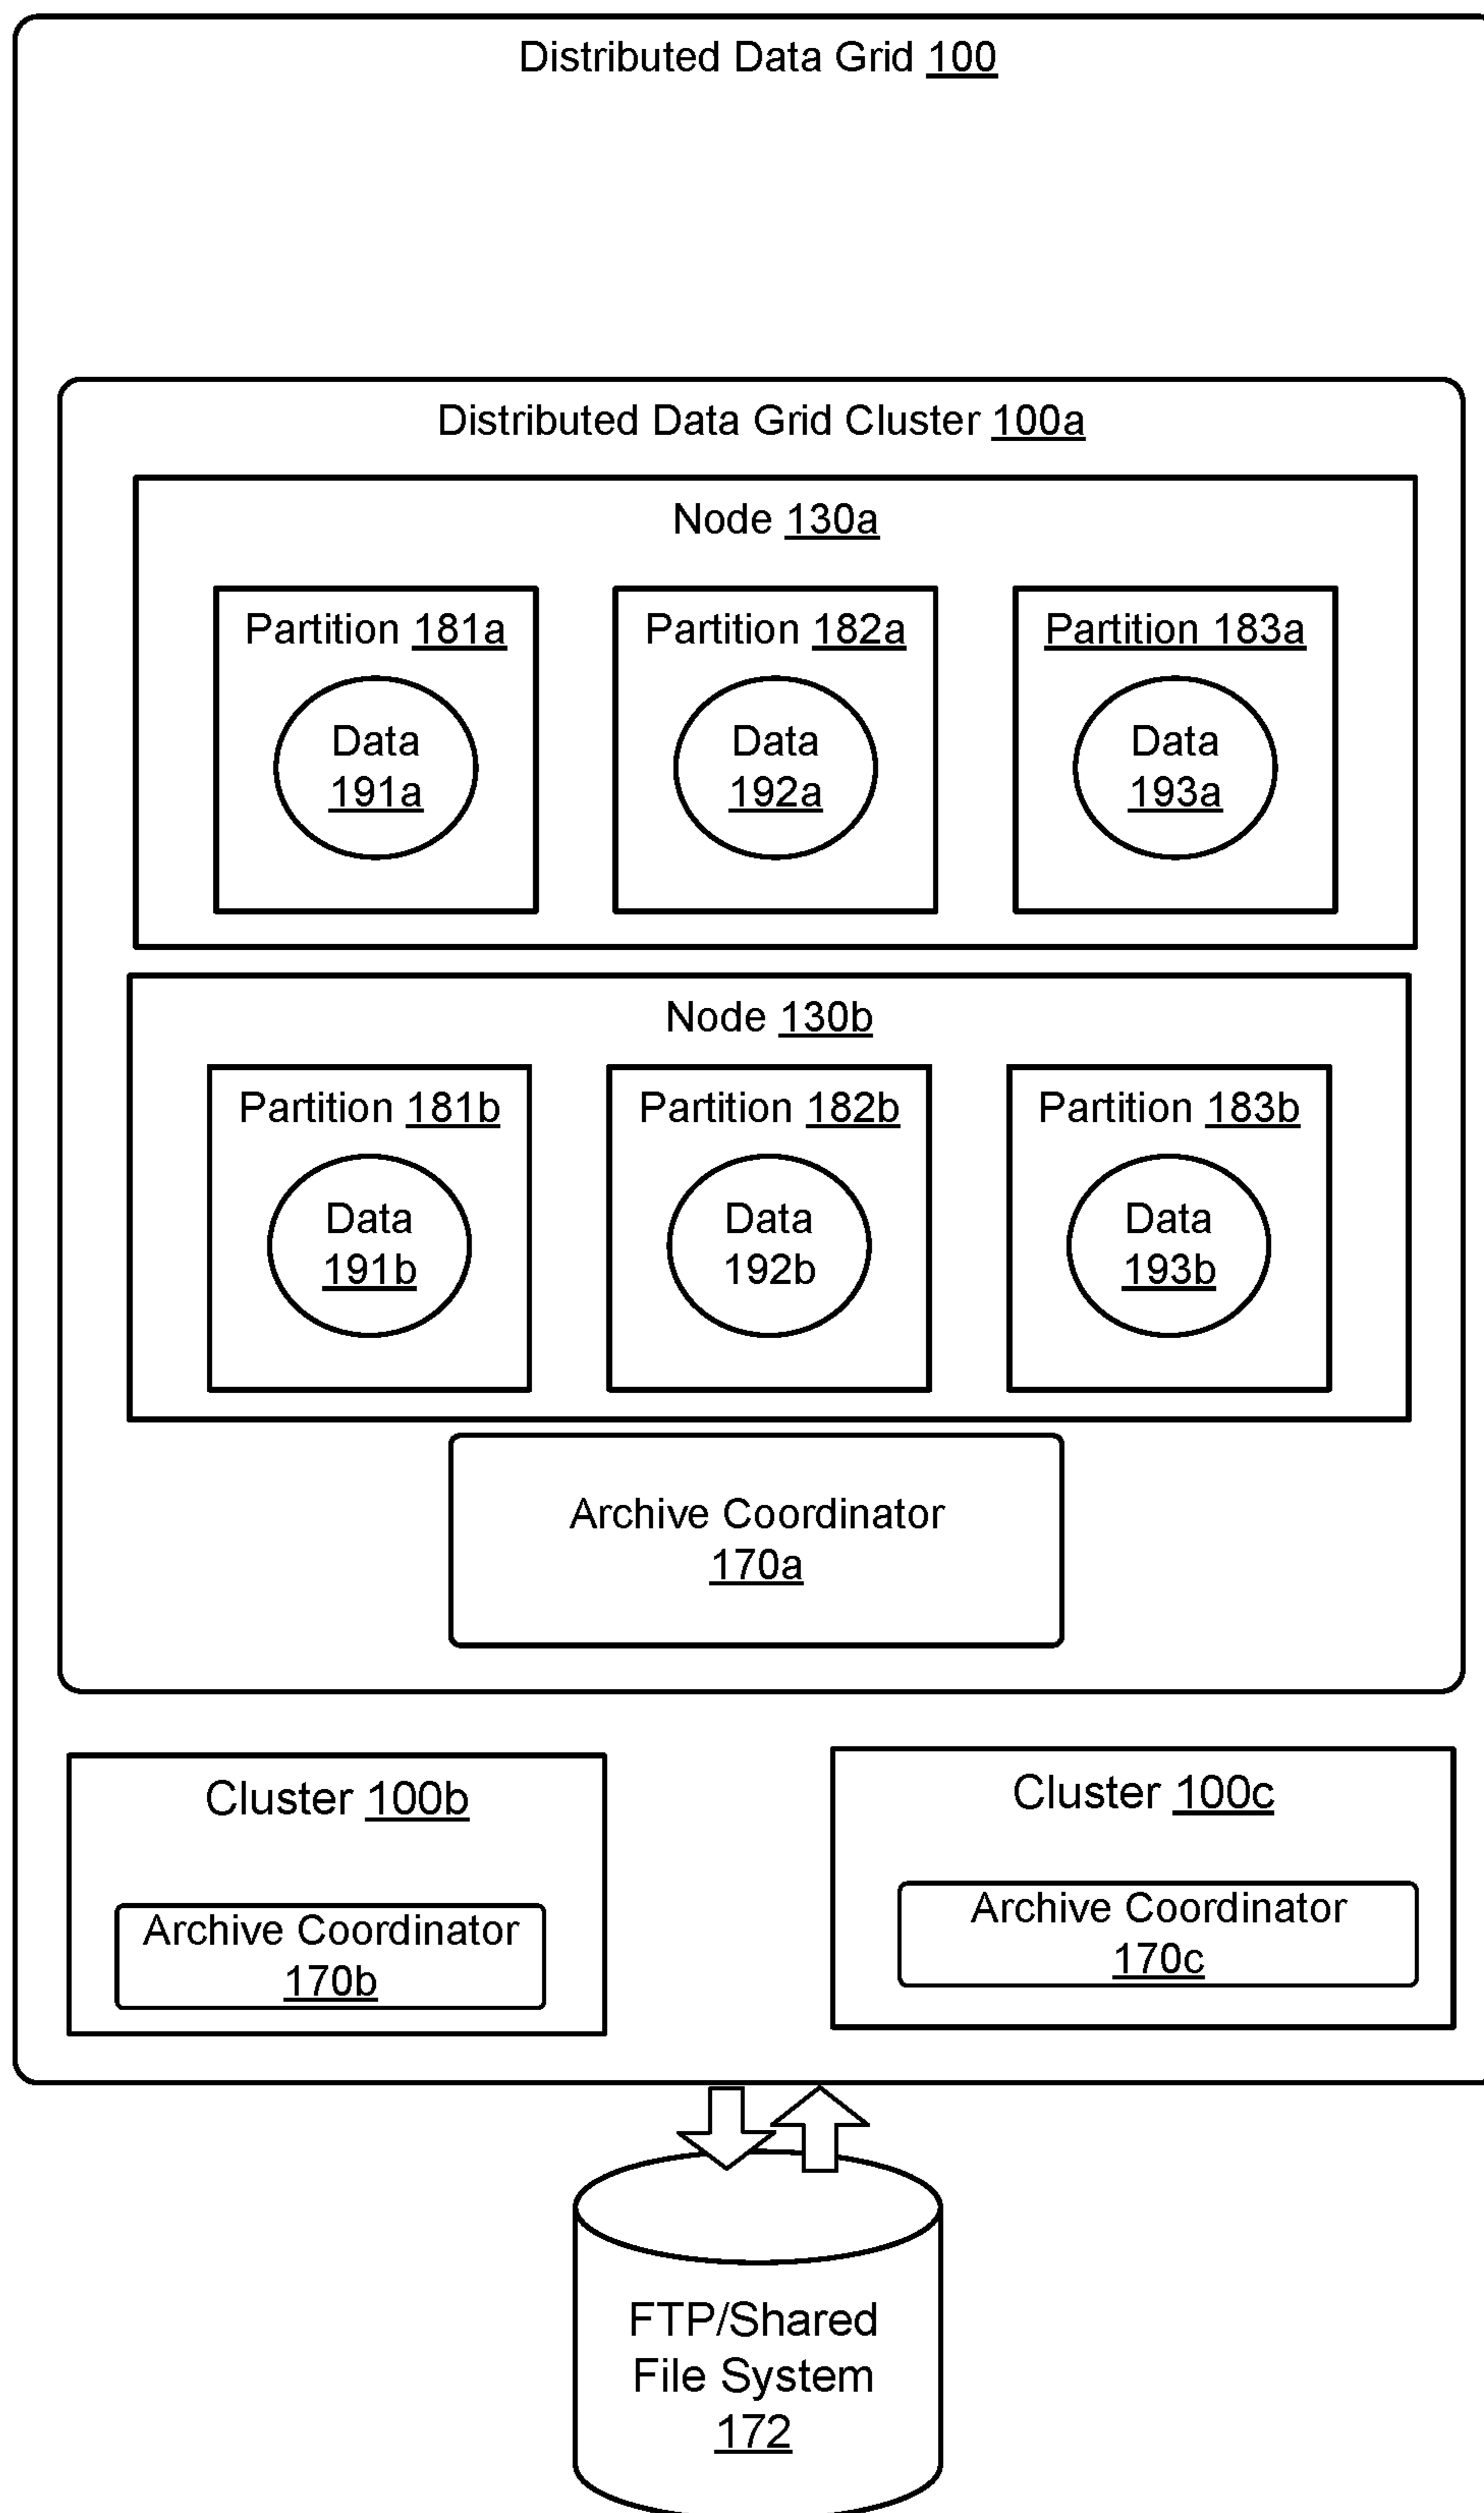 Distributed Data Grid 100
Distributed Data Grid Cluster 100a
Node 130a
Partition 181a
Partition 182a
Partition 183a
Data
191a
Data
192a
Data
193a
Node 130b
Partition 181b
Partition 182b
Partition 183b
Data
191b
Data
192b
Data
193b
Archive Coordinator
170a
Cluster 100b
Archive Coordinator
170b
Cluster 100c
Archive Coordinator
170c
FTP/Shared
File System
172